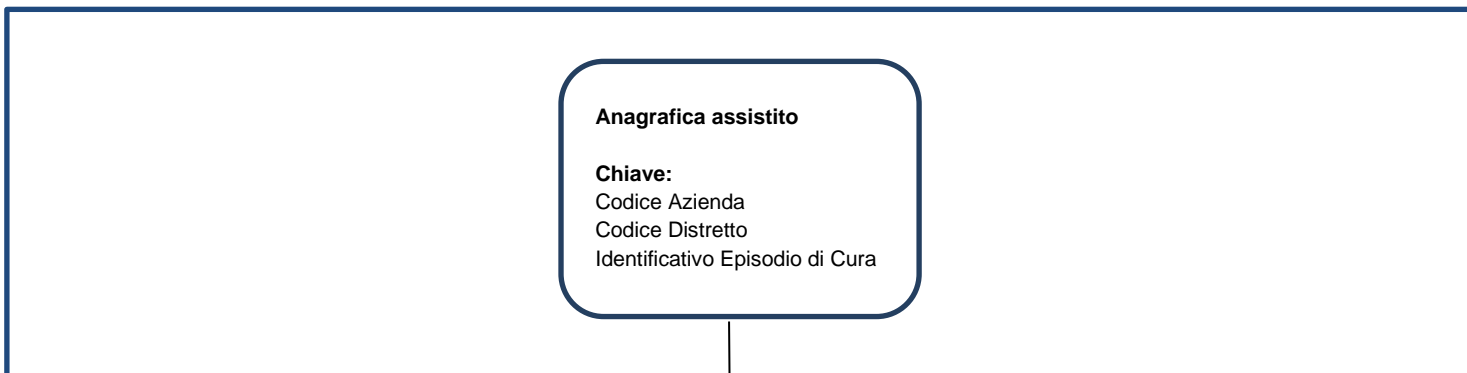 Anagrafica assistito
Chiave:
Codice Azienda
Codice Distretto
Identificativo Episodio di Cura